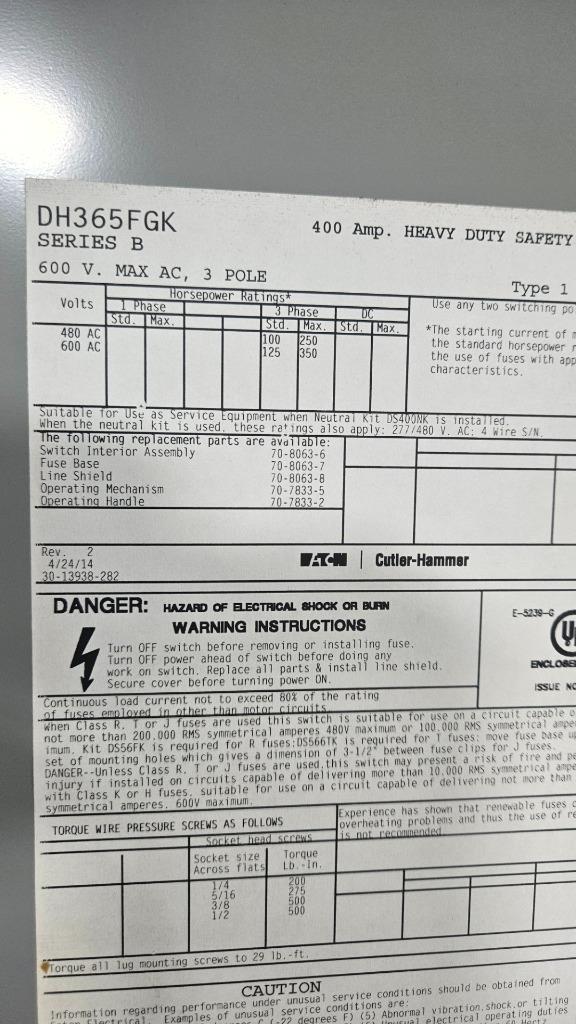 DH365FGK
SERIES B
400 Amp. HEAVY DUTY SAFETY
600 V. MAX AC, 3 POLE
Type 1
Volts
Horsepower Ratings*
1 Phase
3 Phase
DC
Std. Max.
Std. Max.
Std. Max.
480 AC 100 250
600 AC 125 350
Use any two switching
*The starting current of
the standard horsepower
the use of fuses with
characteristics.
Suitable for Use as Service Equipment when Neutral Kit DS400NK is installed.
When the neutral kit is used, these ratings also apply: 277/480 V. AC: 4 Wire S/N.
The following replacement parts are available:
Switch Interior Assembly 70-8063-6
Fuse Base 70-8063-7
Line Shield 70-8063-8
Operating Mechanism 70-7833-5
Operating Handle 70-7833-2
Rev. 2
4/24/14
30-13938-282
EATON | Cutler-Hammer
DANGER: HAZARD OF ELECTRICAL SHOCK OR BURN
WARNING INSTRUCTIONS
Turn OFF switch before removing or installing fuse.
Turn OFF power ahead of switch before doing any
work on switch. Replace all parts & install line shield.
Secure cover before turning power ON.
E-5239-G
UL
ENCLOSED
ISSUE NO
Continuous load current not to exceed 80% of the rating
of fuses employed in other than motor circuits.
When Class R, T or J fuses are used this switch is suitable for use on a circuit capable
not more than 200,000 RMS symmetrical amperes 480V maximum or 100,000 RMS symmetrical
imum. Kit DS56FK is required for R fuses;DS66TK is required for T fuses; move fuse base
set of mounting holes which gives a dimension of 3-1/2" between fuse clips for J fuses.
DANGER--Unless Class R, T or J fuses are used,this switch may present a risk of fire and
injury if installed on circuits capable of delivering more than 10,000 RMS symmetrical
with Class K or H fuses, suitable for use on a circuit capable of delivering not more than
symmetrical amperes, 600V maximum.
TORQUE WIRE PRESSURE SCREWS AS FOLLOWS
Experience has shown that renewable fuses
overheating problems and thus the use of
is not recommended
Socket head screws
Socket size Torque
Across flats Lb.-In.
1/4 200
5/16 275
3/8 500
1/2 500
Torque all lug mounting screws to 29 lb.-ft.
CAUTION
Information regarding performance under unusual service conditions should be obtained from
Electrical. Examples of unusual service conditions are:
C (-22 degrees F) (5) Abnormal vibration,shock,or tilting
electrical operating duties
Hertz